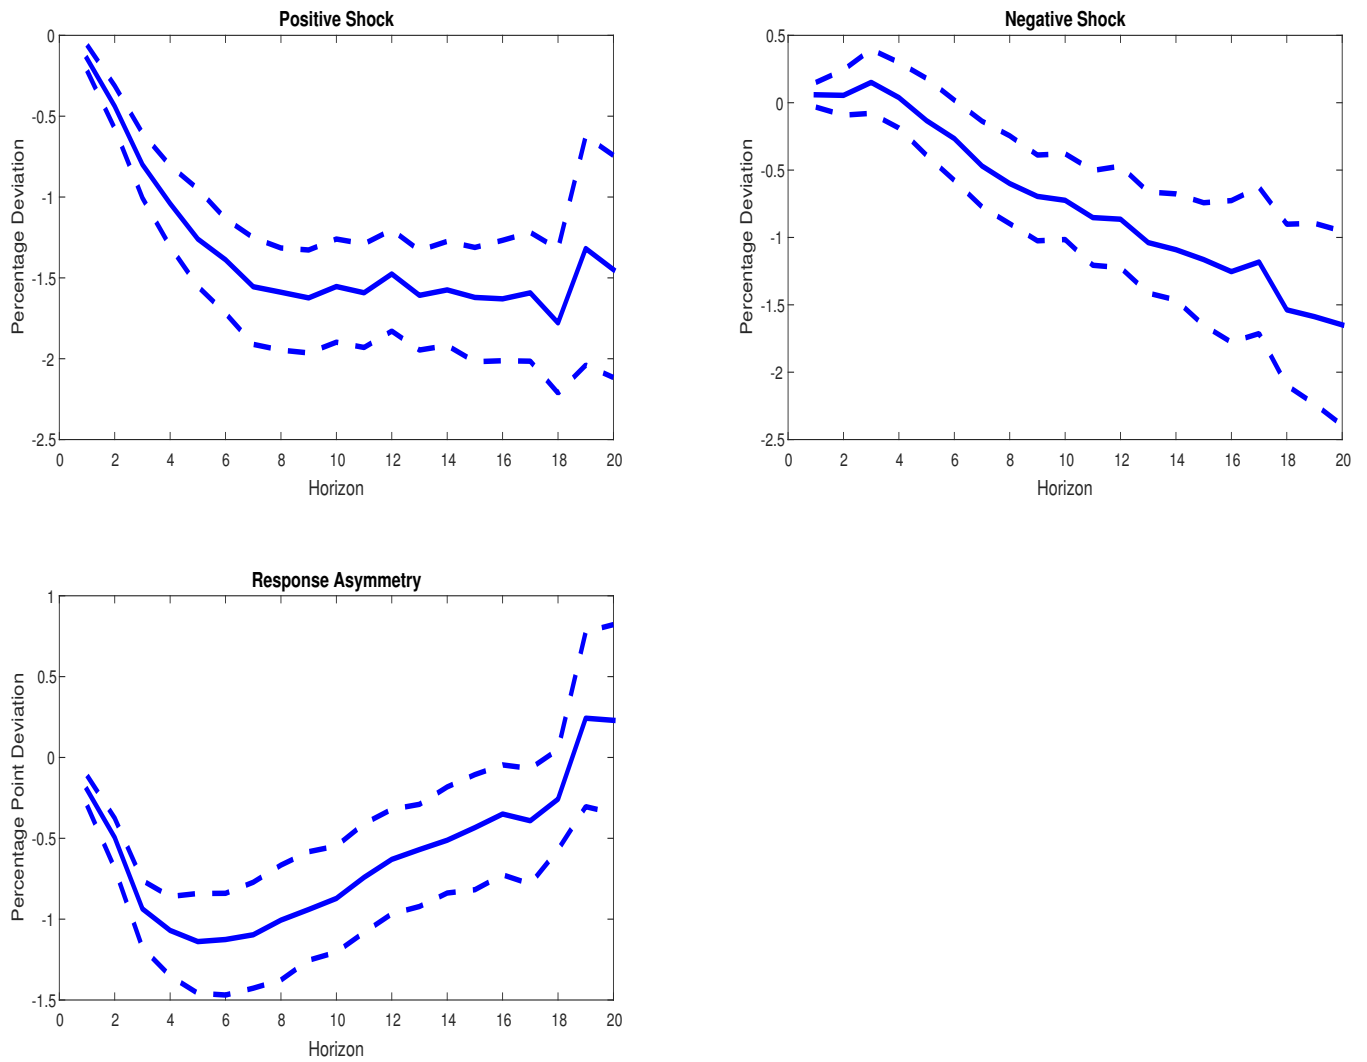 Positive Shock
0
-0.5
-1
-1.5
-2
-2.5
Percentage Deviation
0 2 4 6 8 10 12 14 16 18 20
Horizon
Negative Shock
0.5
0
-0.5
-1
-1.5
-2
-2.5
Percentage Deviation
0 2 4 6 8 10 12 14 16 18 20
Horizon
Response Asymmetry
1
0.5
0
-0.5
-1
-1.5
Percentage Point Deviation
0 2 4 6 8 10 12 14 16 18 20
Horizon